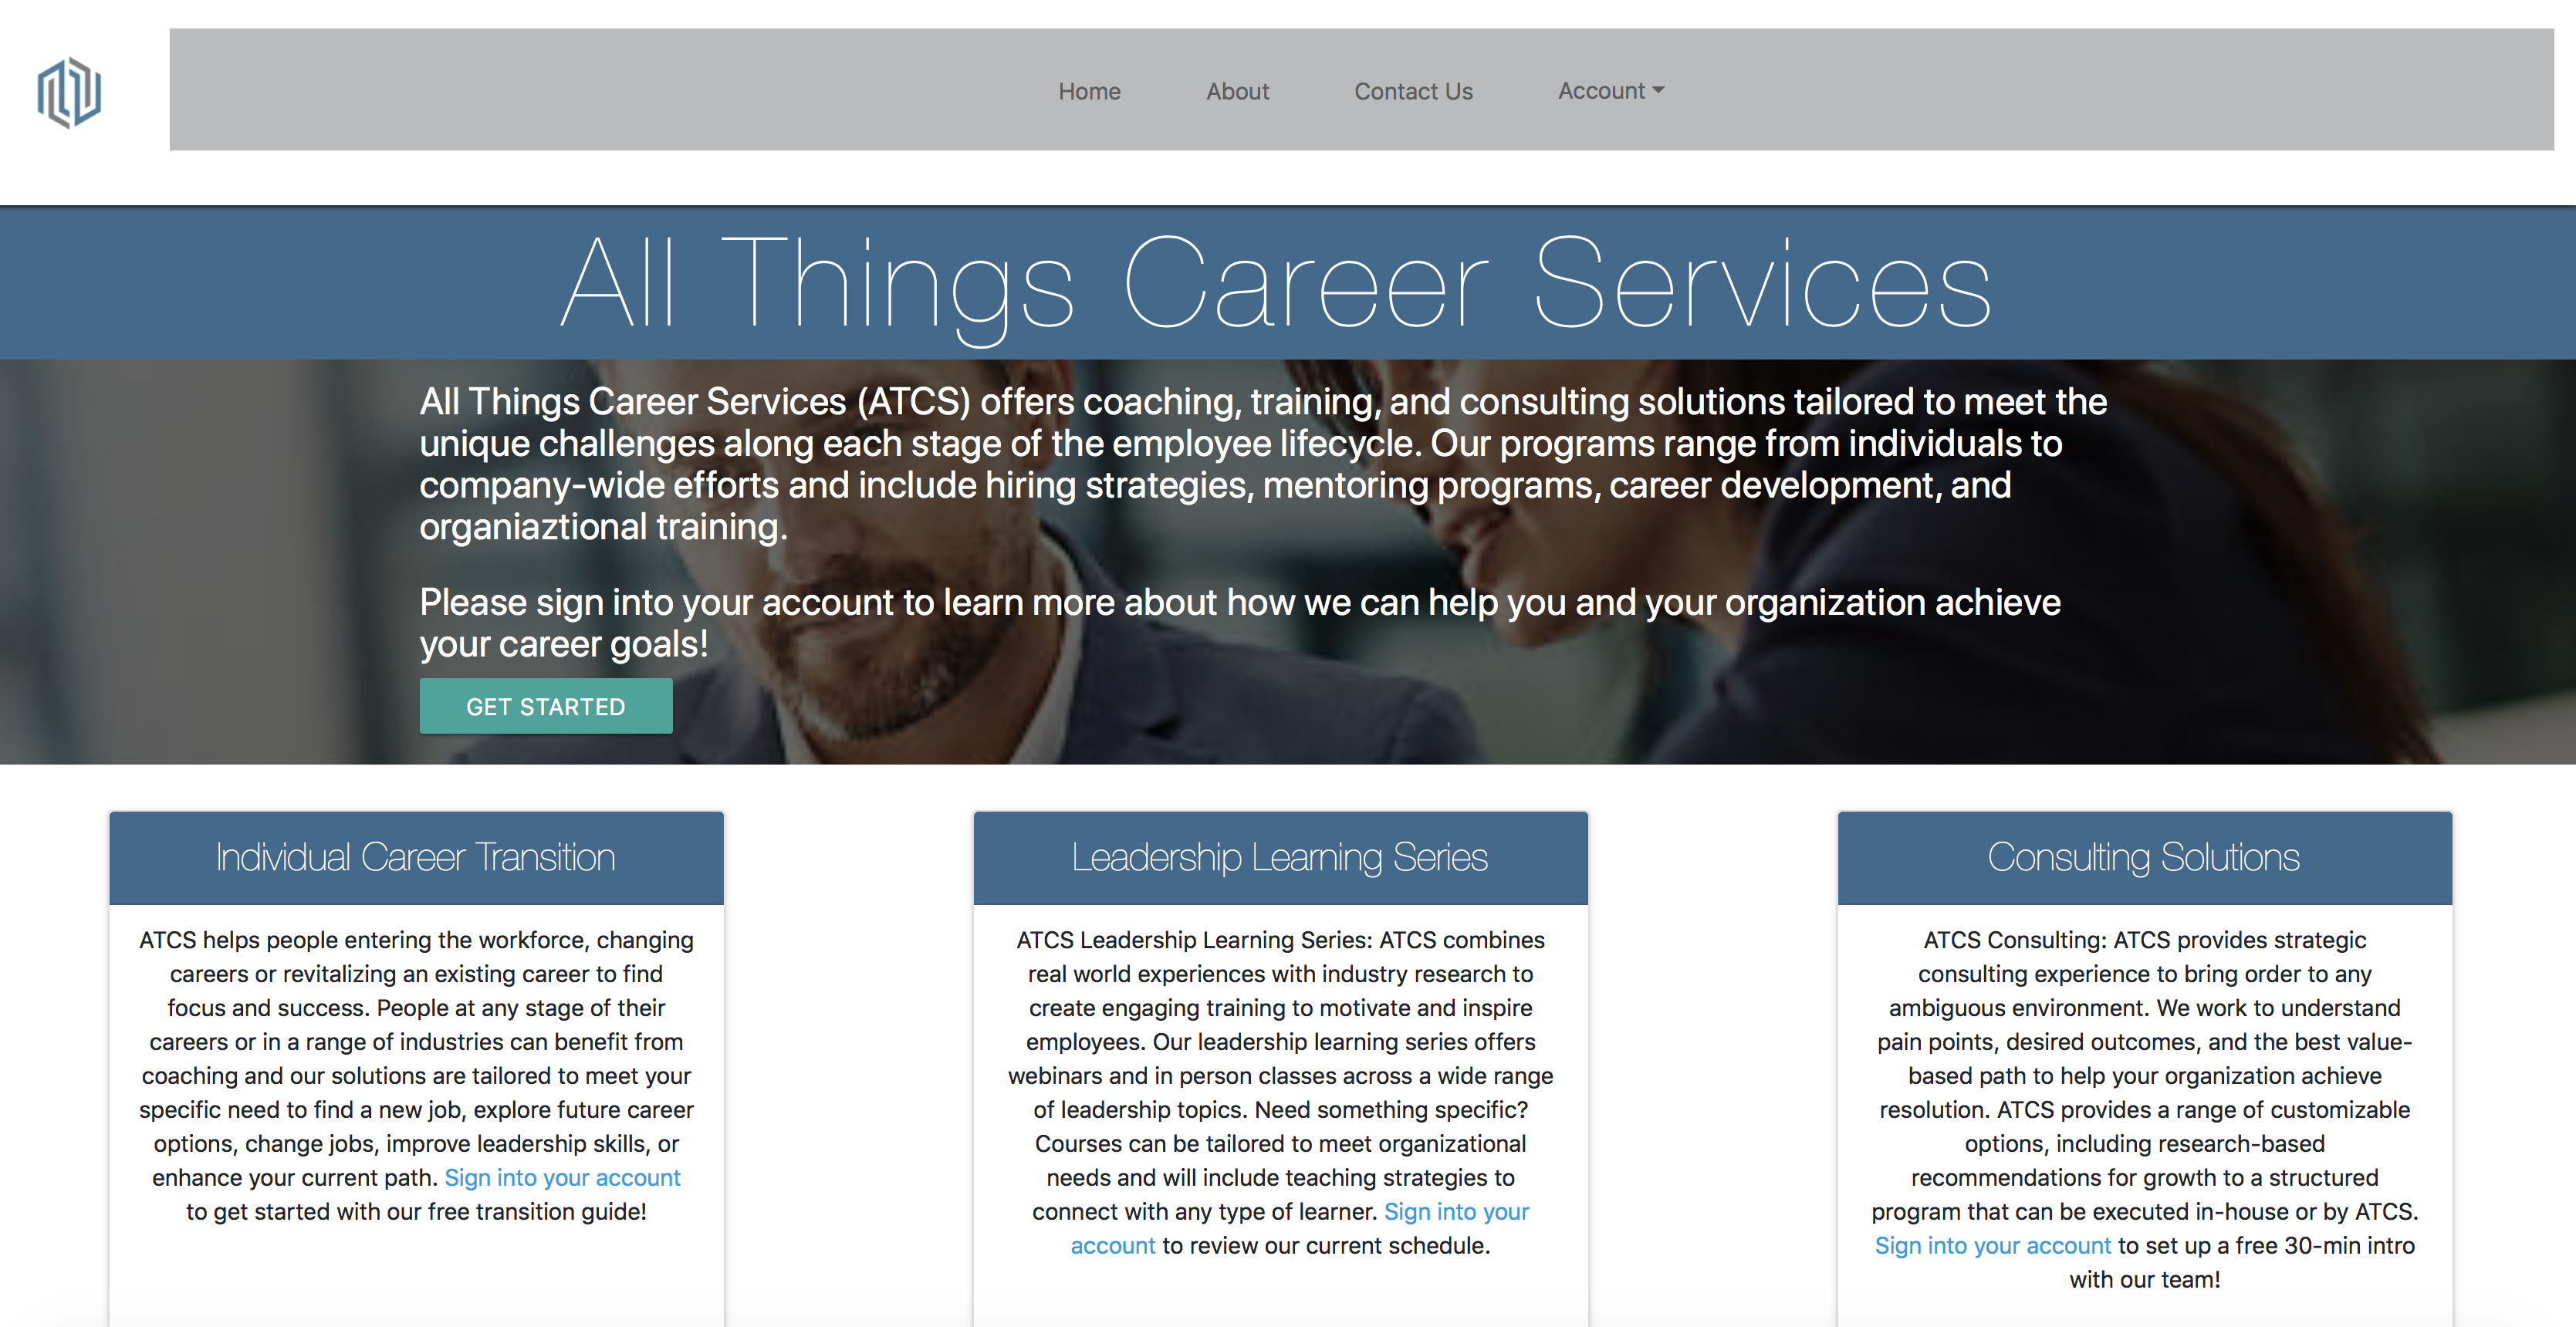 Home About Contact Us Account
All Things Career Services
All Things Career Services (ATCS) offers coaching, training, and consulting solutions tailored to meet the
unique challenges along each stage of the employee lifecycle. Our programs range from individuals to
company-wide efforts and include hiring strategies, mentoring programs, career development, and
organiaztional training.
Please sign into your account to learn more about how we can help you and your organization achieve
your career goals!
GET STARTED
Individual Career Transition
ATCS helps people entering the workforce, changing
careers or revitalizing an existing career to find
focus and success. People at any stage of their
careers or in a range of industries can benefit from
coaching and our solutions are tailored to meet your
specific need to find a new job, explore future career
options, change jobs, improve leadership skills, or
enhance your current path. Sign into your account
to get started with our free transition guide!
Leadership Learning Series
ATCS Leadership Learning Series: ATCS combines
real world experiences with industry research to
create engaging training to motivate and inspire
employees. Our leadership learning series offers
webinars and in person classes across a wide range
of leadership topics. Need something specific?
Courses can be tailored to meet organizational
needs and will include teaching strategies to
connect with any type of learner. Sign into your
account to review our current schedule.
Consulting Solutions
ATCS Consulting: ATCS provides strategic
consulting experience to bring order to any
ambiguous environment. We work to understand
pain points, desired outcomes, and the best value-
based path to help your organization achieve
resolution. ATCS provides a range of customizable
options, including research-based
recommendations for growth to a structured
program that can be executed in-house or by ATCS.
Sign into your account to set up a free 30-min intro
with our team!